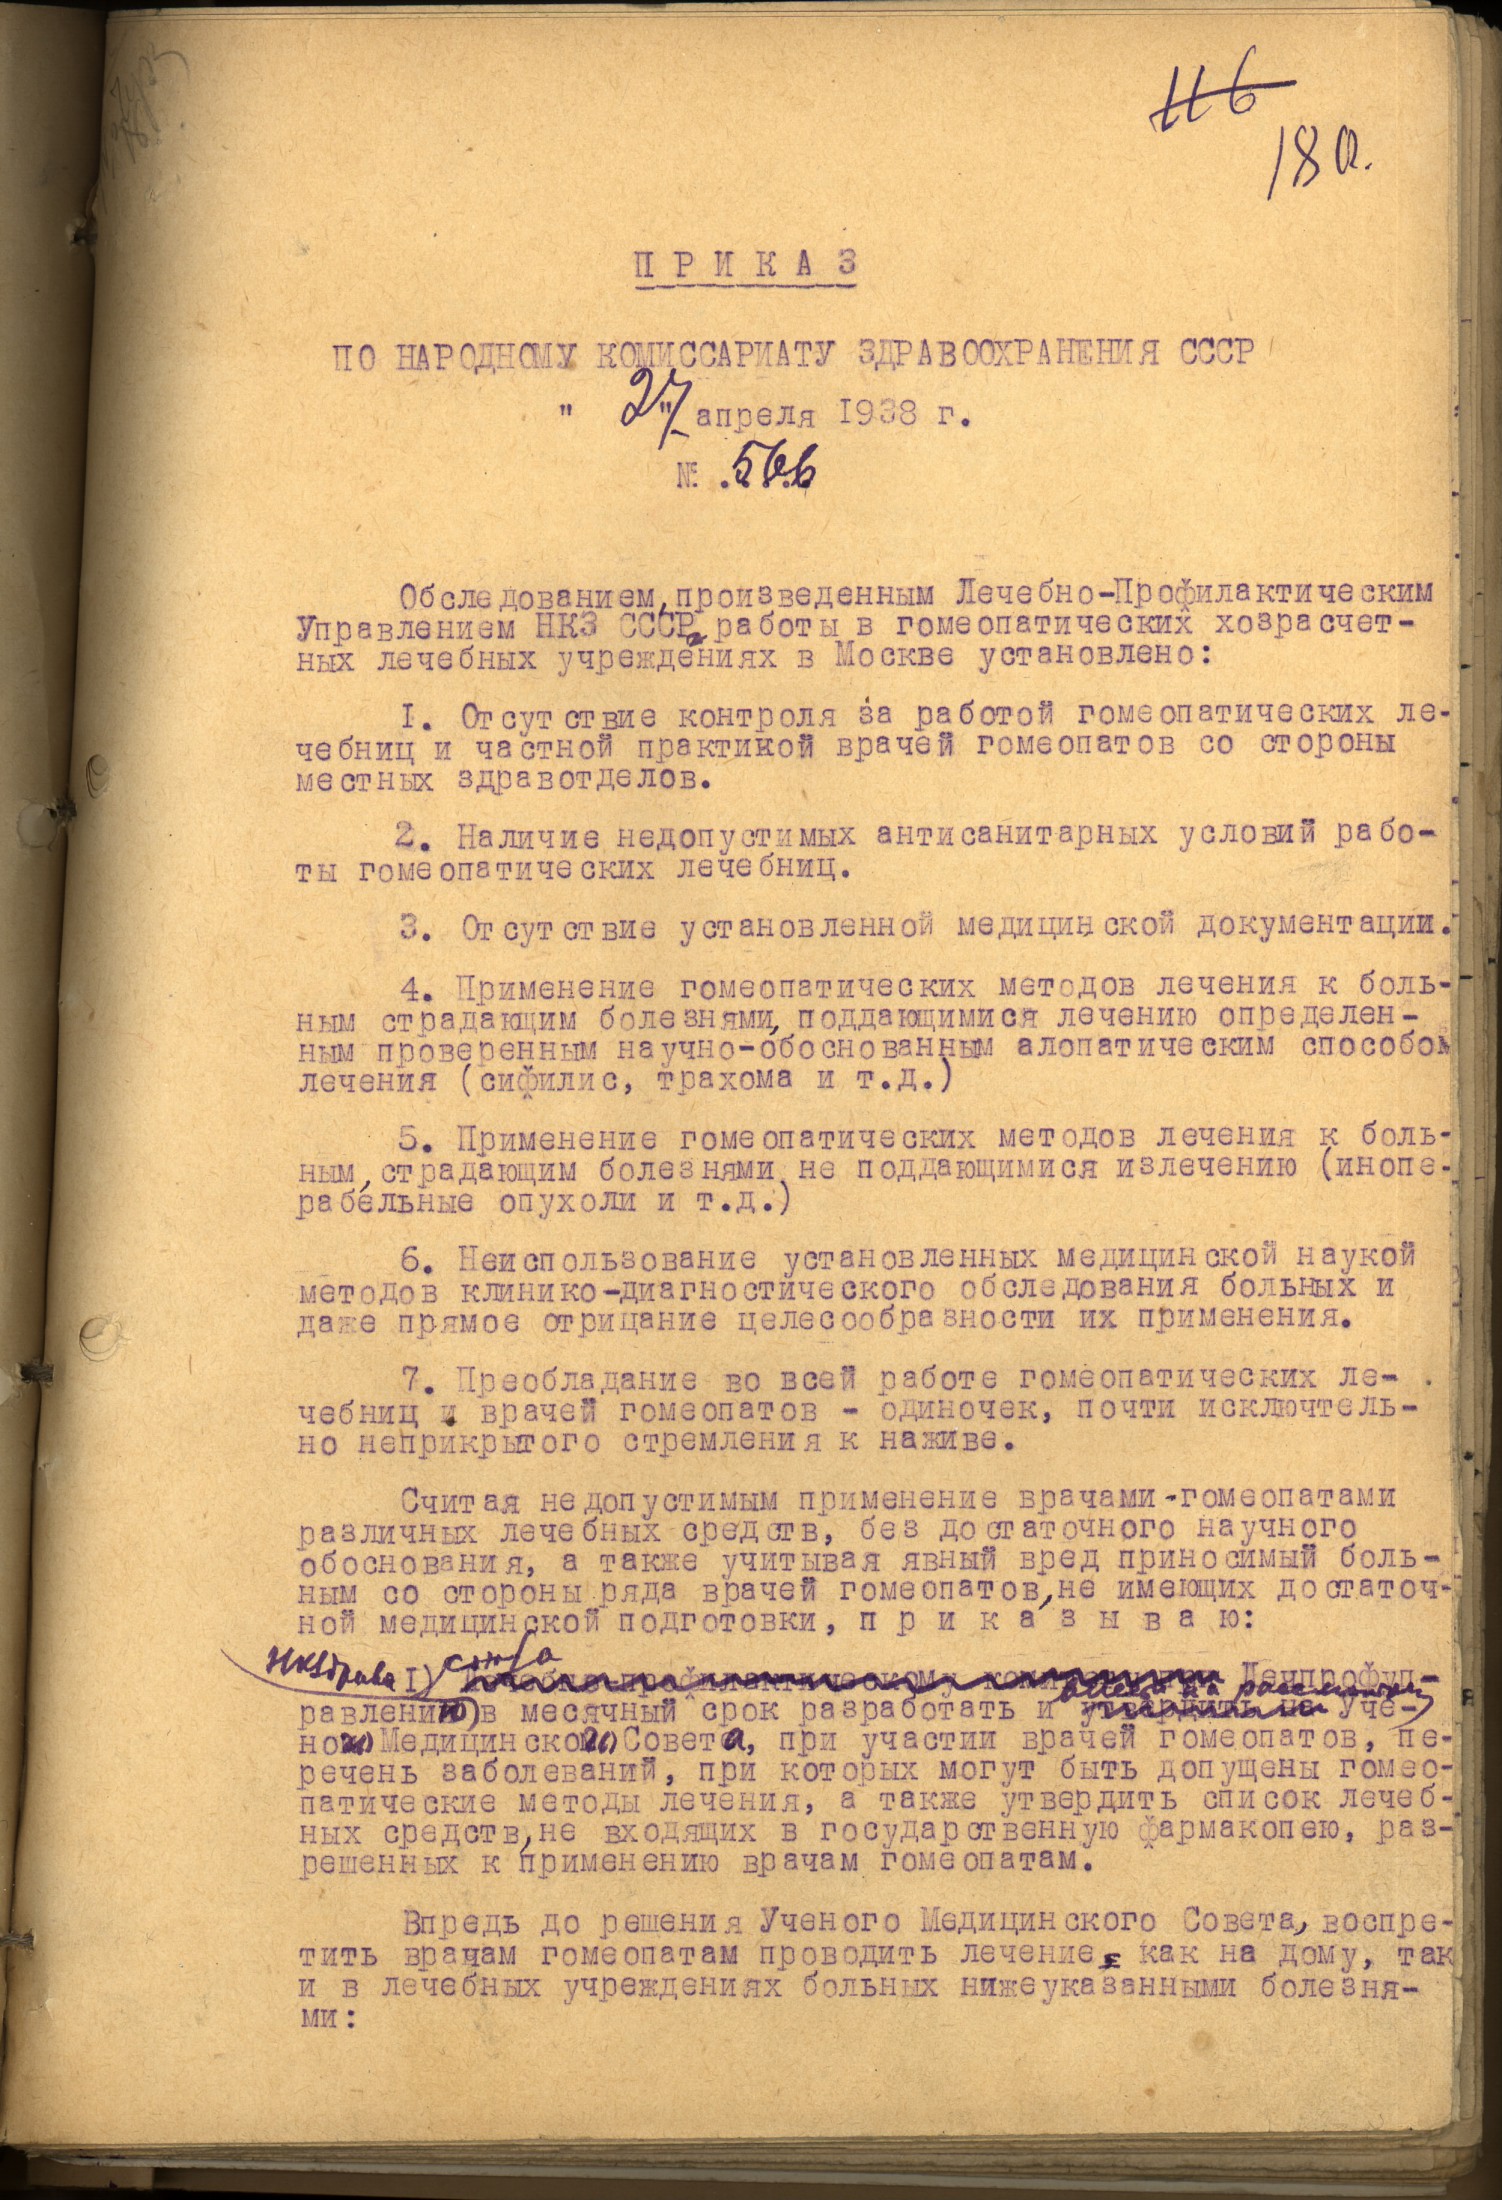 116
180.
П Р И К А З
ПО НАРОДНОМУ КОМИССАРИАТУ ЗДРАВООХРАНЕНИЯ СССР
" 27 " апреля 1938 г.
№ 566
Обследованием, произведенным Лечебно-Профилактическим
Управлением НКЗ СССР, работы в гомеопатических хозрасчет-
ных лечебных учреждениях в Москве установлено:
I. Отсутствие контроля за работой гомеопатических ле-
чебниц и частной практикой врачей гомеопатов со стороны
местных здравотделов.
2. Наличие недопустимых антисанитарных условий рабо-
ты гомеопатических лечебниц.
3. Отсутствие установленной медицинской документации.
4. Применение гомеопатических методов лечения к боль-
ным страдающим болезнями, поддающимися лечению определен-
ным проверенным научно-обоснованным алопатическим способом
лечения (сифилис, трахома и т.д.)
5. Применение гомеопатических методов лечения к боль-
ным, страдающим болезнями не поддающимися излечению (инопе-
рабельные опухоли и т.д.)
6. Неиспользование установленных медицинской наукой
методов клинико-диагностического обследования больных и
даже прямое отрицание целесообразности их применения.
7. Преобладание во всей работе гомеопатических ле-
чебниц и врачей гомеопатов - одиночек, почти исключтель-
но неприкрытого стремления к наживе.
Считая недопустимым применение врачами-гомеопатами
различных лечебных средств, без достаточного научного
обоснования, а также учитывая явный вред приносимый боль-
ным со стороны ряда врачей гомеопатов, не имеющих достаточ-
ной медицинской подготовки, п р и к а з ы в а ю:
НКздрава I) союза Лечпрофуп-
равлению) в месячный срок разработать и на рассмотрение Уче-
ного Медицинского Совета, при участии врачей гомеопатов, пе-
речень заболеваний, при которых могут быть допущены гомео-
патические методы лечения, а также утвердить список лечеб-
ных средств, не входящих в государственную фармакопею, раз-
решенных к применению врачам гомеопатам.
Впредь до решения Ученого Медицинского Совета, воспре-
тить врачам гомеопатам проводить лечение, как на дому, так
и в лечебных учреждениях больных нижеуказанными болезня-
ми: